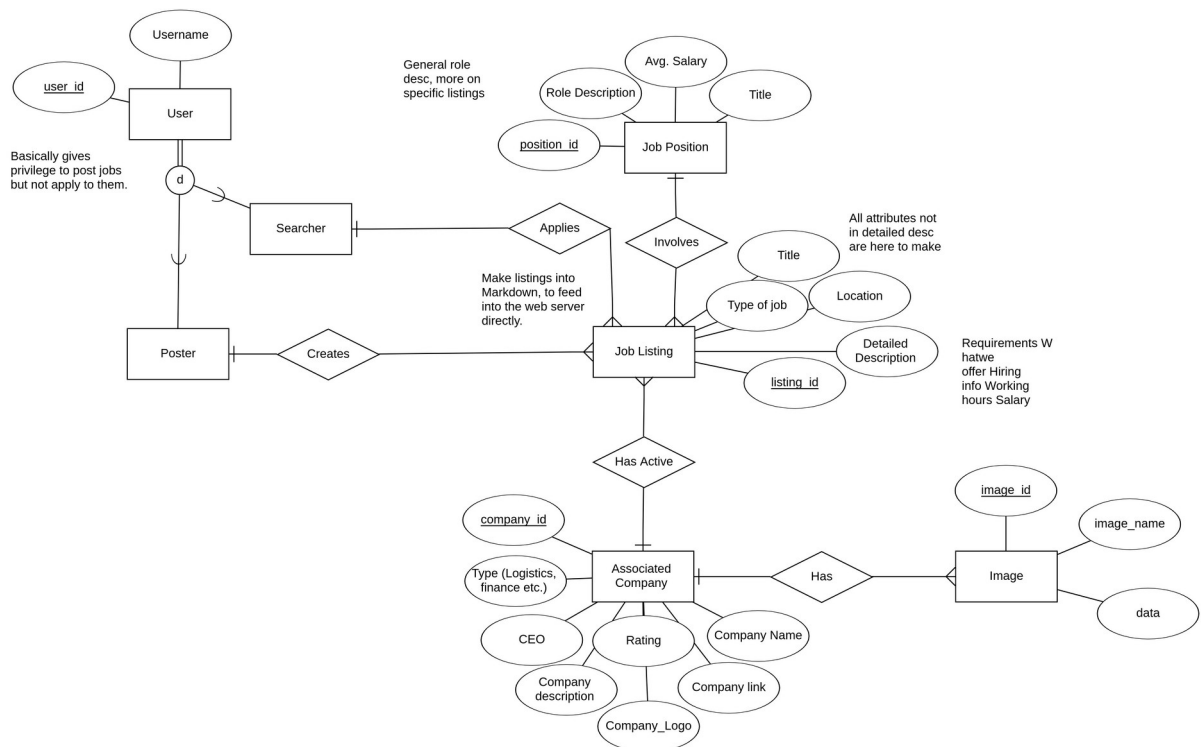 Username
user_id
User
Basically gives
privilege to post jobs
but not apply to them.
d
General role
desc, more on
specific listings
Avg. Salary
Role Description
Title
position_id
Job Position
Searcher
Applies
Involves
All attributes not
in detailed desc
are here to make
Title
Type of job
Location
Make listings into
Markdown, to feed
into the web server
directly.
Poster
Creates
Job Listing
Detailed
Description
listing_id
Requirements W
hatwe
offer Hiring
info Working
hours Salary
Has Active
company_id
Type (Logistics,
finance etc.)
Associated
Company
Has
Image
image_id
image_name
data
CEO
Rating
Company Name
Company
description
Company link
Company_Logo